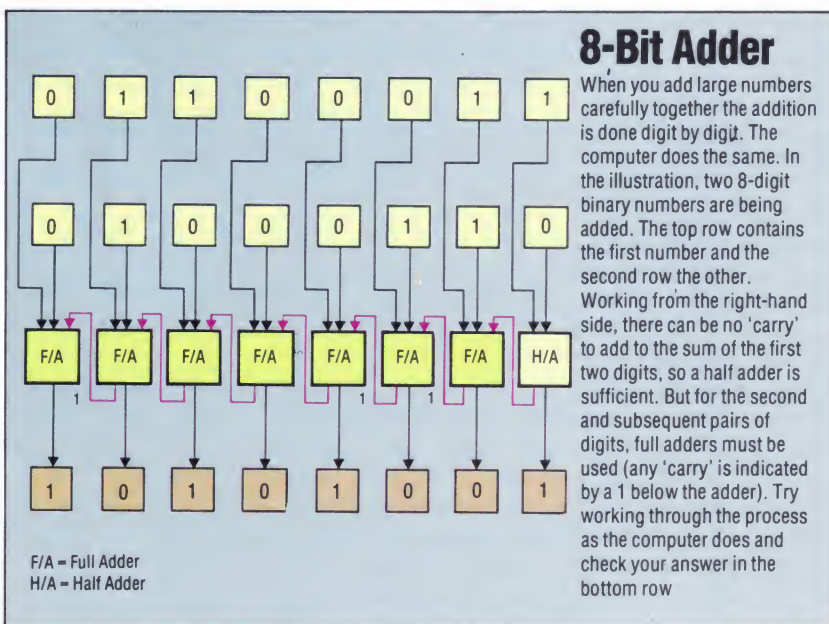 8-Bit Adder
When you add large numbers
carefully together the addition
is done digit by digit. The
computer does the same. In
the illustration, two 8-digit
binary numbers are being
added. The top row contains
the first number and the
second row the other.
Working from the right-hand
side, there can be no 'carry'
to add to the sum of the first
two digits, so a half adder is
sufficient. But for the second
and subsequent pairs of
digits, full adders must be
used (any 'carry' is indicated
by a 1 below the adder). Try
working through the process
as the computer does and
check your answer in the
bottom row
0 1 1 0 0 0 1 1
0 1 0 0 0 1 1 0
F/A F/A F/A F/A F/A F/A F/A H/A
1 1 1
1 0 1 0 1 0 0 1
F/A = Full Adder
H/A = Half Adder